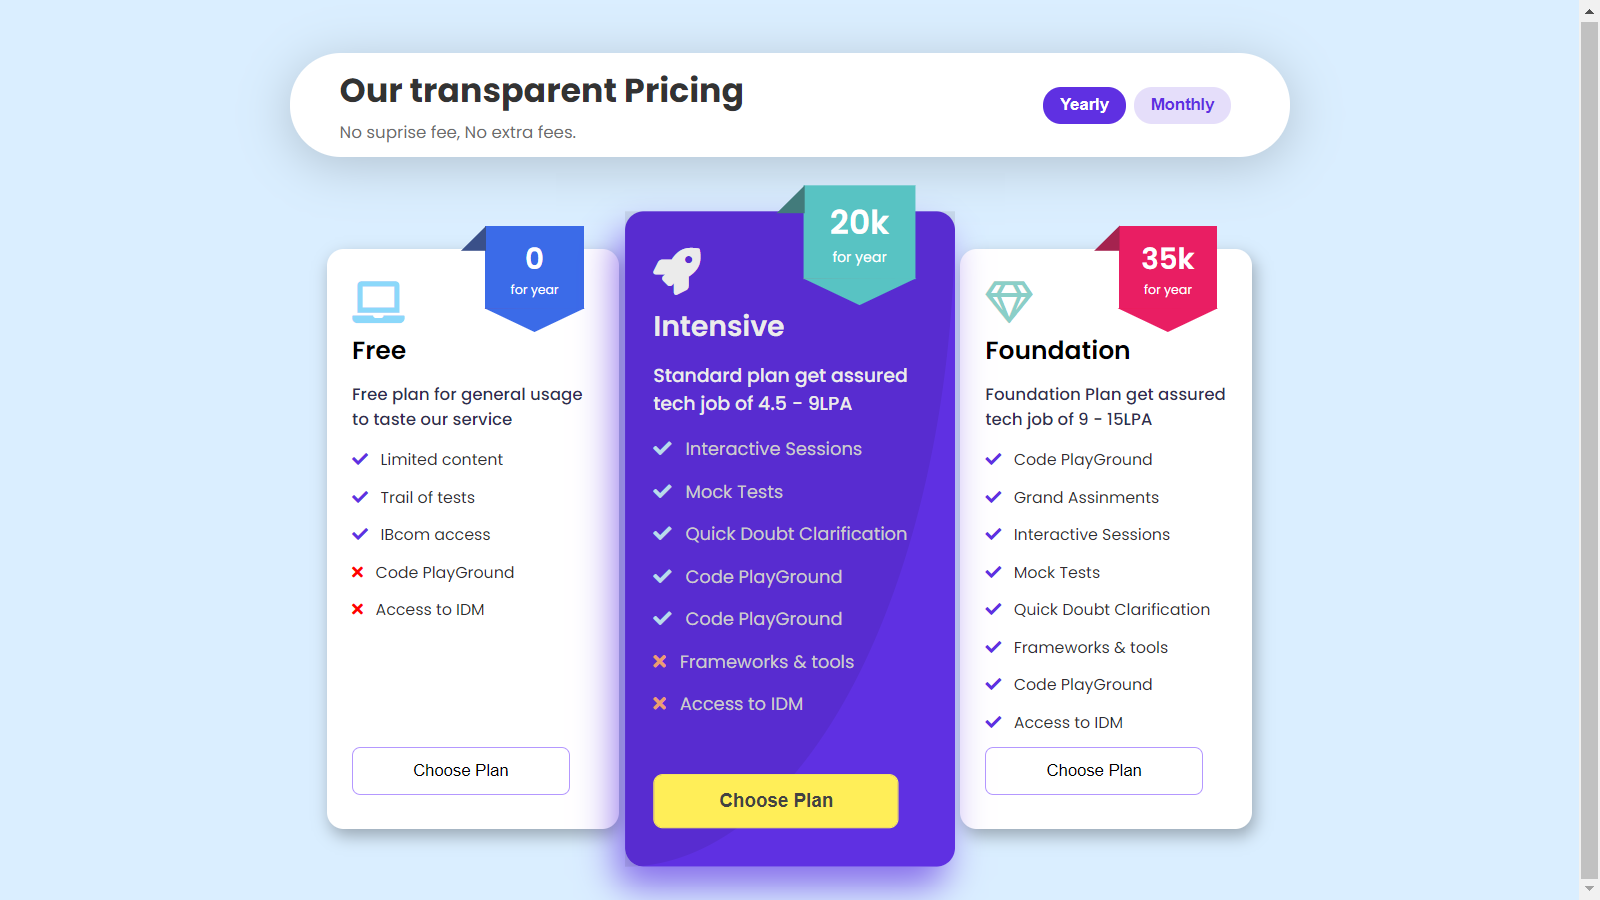 Our transparent Pricing
No suprise fee, No extra fees.
Yearly
Monthly
0
for year
Free
Free plan for general usage
to taste our service
Limited content
Trail of tests
IBcom access
Code PlayGround
Access to IDM
Choose Plan
20k
for year
Intensive
Standard plan get assured
tech job of 4.5 - 9LPA
Interactive Sessions
Mock Tests
Quick Doubt Clarification
Code PlayGround
Code PlayGround
Frameworks & tools
Access to IDM
Choose Plan
35k
for year
Foundation
Foundation Plan get assured
tech job of 9 - 15LPA
Code PlayGround
Grand Assinments
Interactive Sessions
Mock Tests
Quick Doubt Clarification
Frameworks & tools
Code PlayGround
Access to IDM
Choose Plan